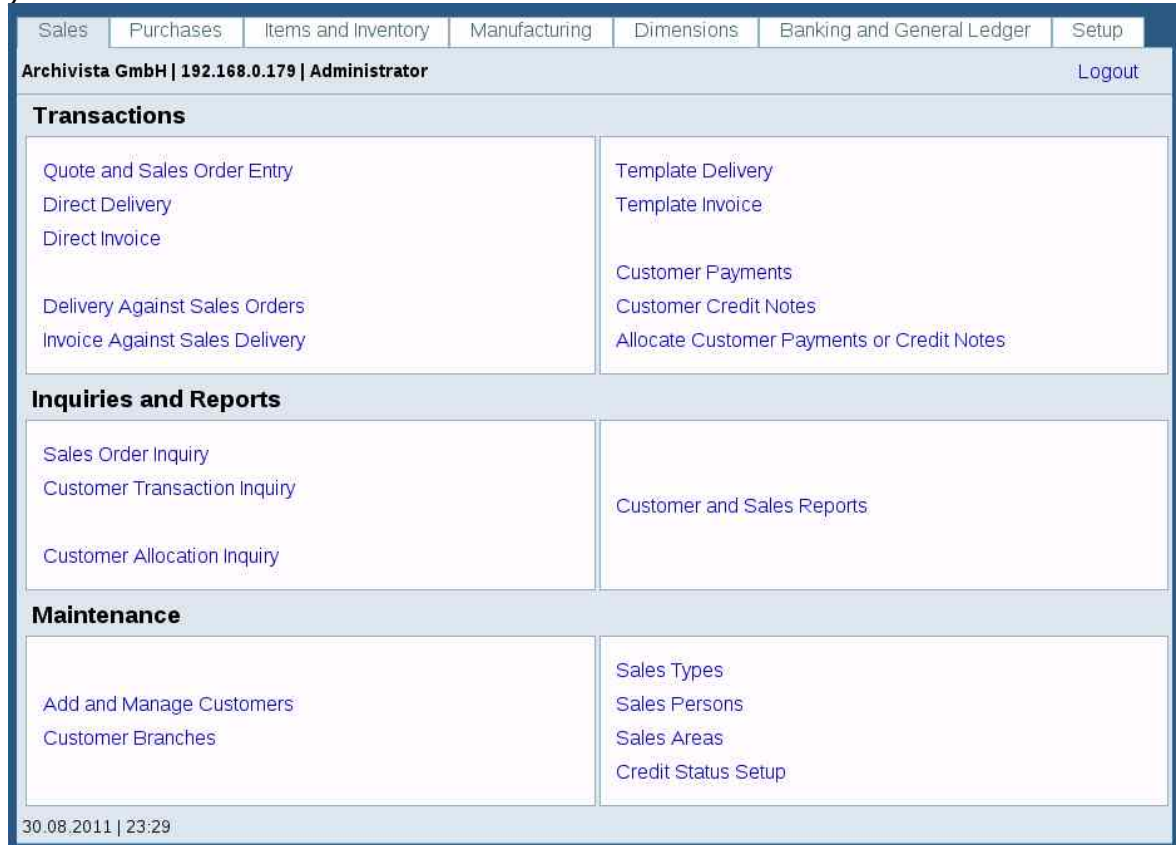 Sales Purchases Items and Inventory Manufacturing Dimensions Banking and General Ledger Setup
Archivista GmbH | 192.168.0.179 | Administrator Logout
Transactions
Quote and Sales Order Entry
Direct Delivery
Direct Invoice
Delivery Against Sales Orders
Invoice Against Sales Delivery
Template Delivery
Template Invoice
Customer Payments
Customer Credit Notes
Allocate Customer Payments or Credit Notes
Inquiries and Reports
Sales Order Inquiry
Customer Transaction Inquiry
Customer Allocation Inquiry
Customer and Sales Reports
Maintenance
Add and Manage Customers
Customer Branches
Sales Types
Sales Persons
Sales Areas
Credit Status Setup
30.08.2011 | 23:29